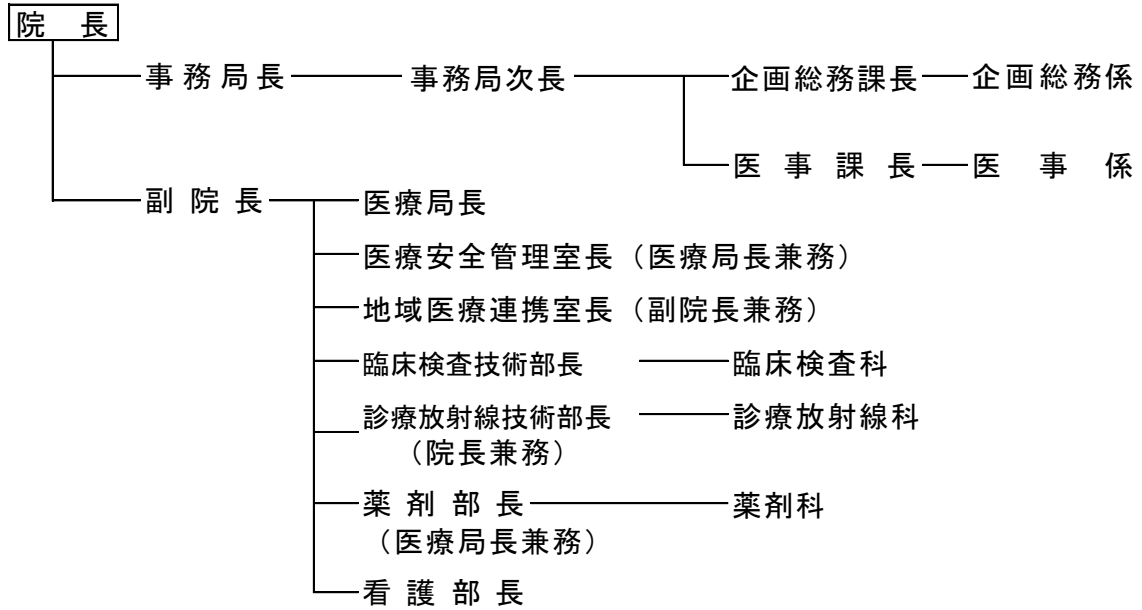 院長
事務局長 事務局次長 企画総務課長 企画総務係
医事課長 医事係
副院長 医療局長
医療安全管理室長（医療局長兼務）
地域医療連携室長（副院長兼務）
臨床検査技術部長 臨床検査科
診療放射線技術部長 診療放射線科
（院長兼務）
薬剤部長 薬剤科
（医療局長兼務）
看護部長